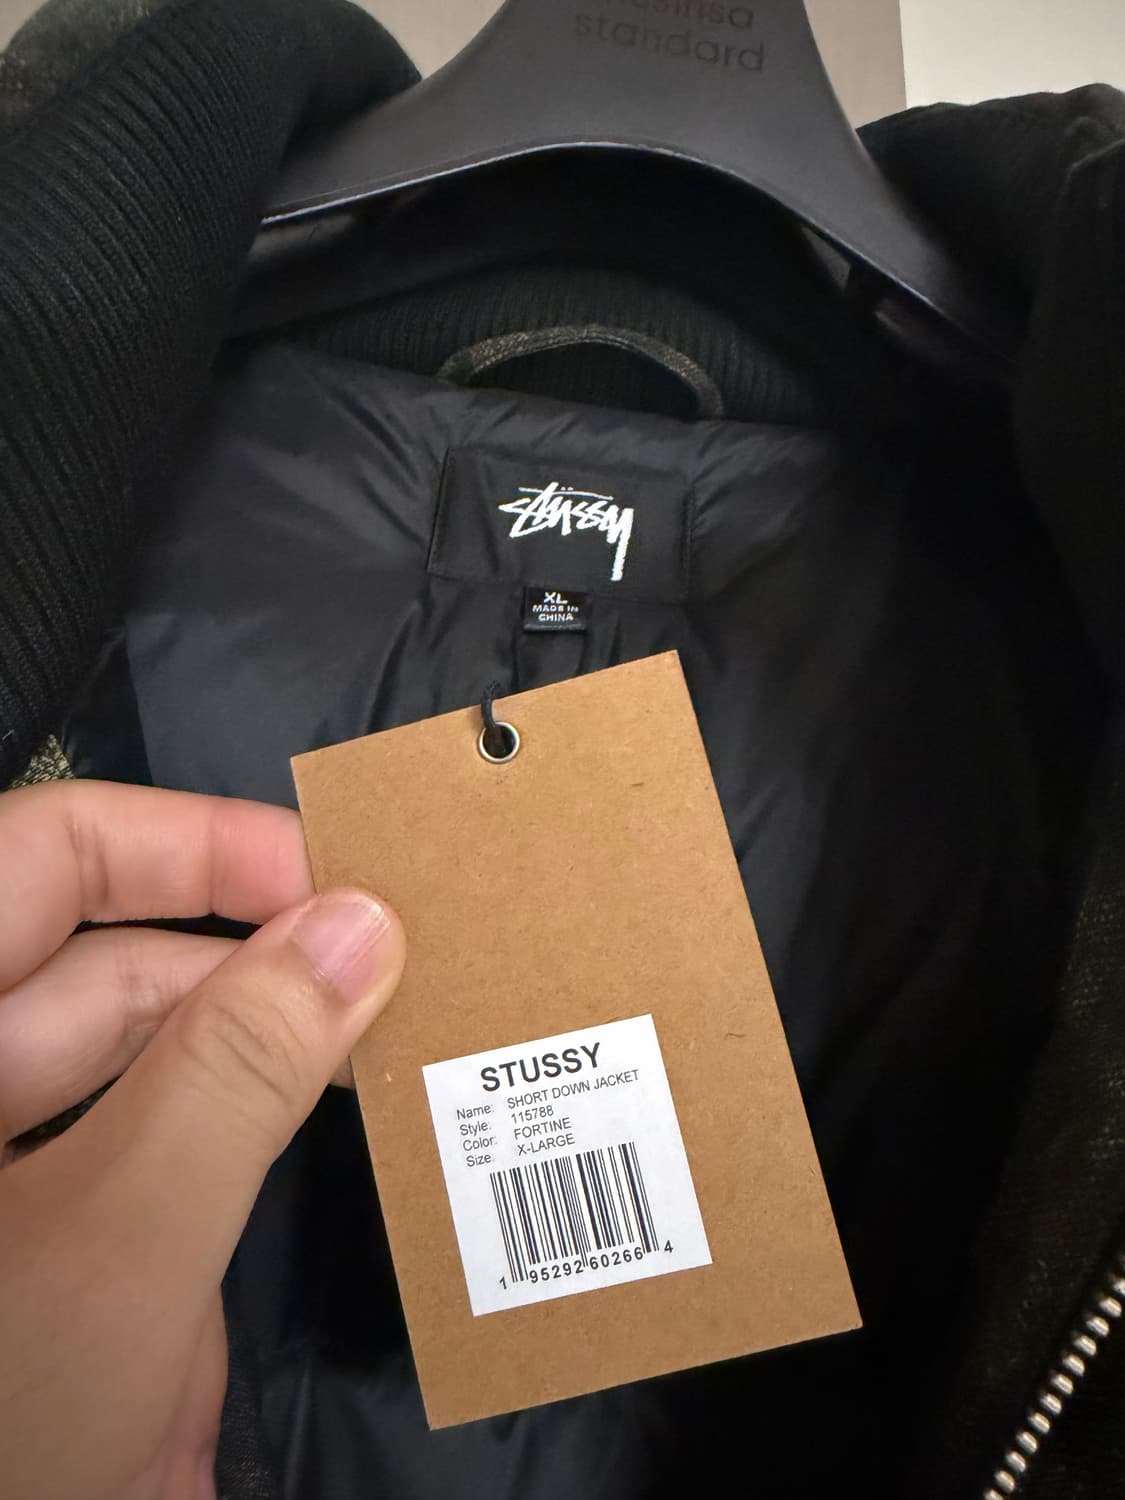 standard
Stüssy
XL
MADE IN
CHINA
STUSSY
Name: SHORT DOWN JACKET
Style: 115788
Color: FORTINE
Size: X-LARGE
1 95292 60266 4